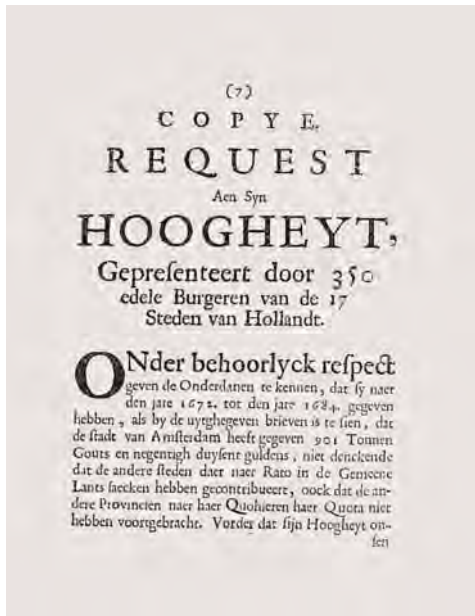 (7)
COPYE.
REQUEST
Aen Syn
HOOGHEYT,
Gepreſenteert door 350
edele Burgeren van de 17
Steden van Hollandt.
ONder behoorlyck reſpect
geven de Onderdanen te kennen, dat ſy naer
den jare 1672. tot den jare 1684. gegeven
hebben, als by de uytghegeven brieven is te ſien, dat
de ſtadt van Amſterdam heeft gegeven 901 Tonnen
Gouts en negentigh duyſent guldens, niet denckende
dat de andere ſteden daer naer Rato in de Gemeene
Lants ſaecken hebben gecontribueert, oock dat de an-
dere Provincien naer haer Quohieren haer Quota niet
hebben voortgebracht. Vorder dat ſijn Hoogheyt on-
ſen